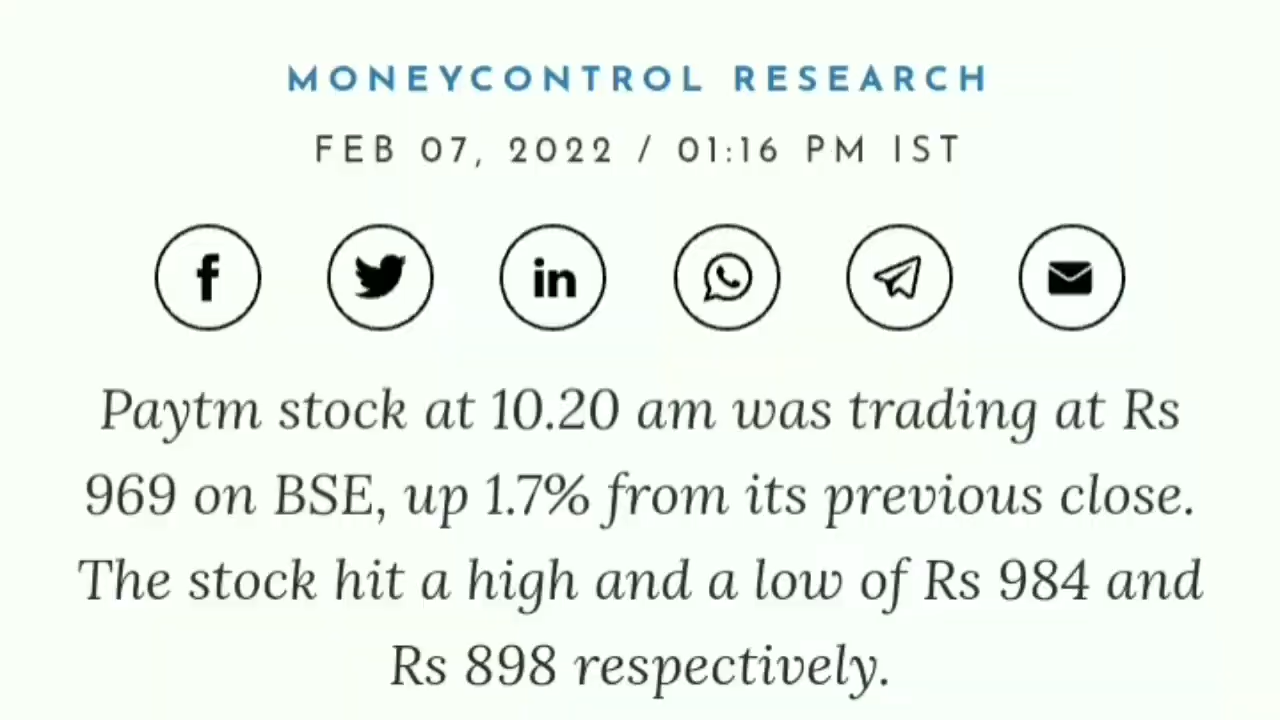 MONEYCONTROL RESEARCH
FEB 07, 2022 / 01:16 PM IST
f in
Paytm stock at 10.20 am was trading at Rs
969 on BSE, up 1.7% from its previous close.
The stock hit a high and a low of Rs 984 and
Rs 898 respectively.